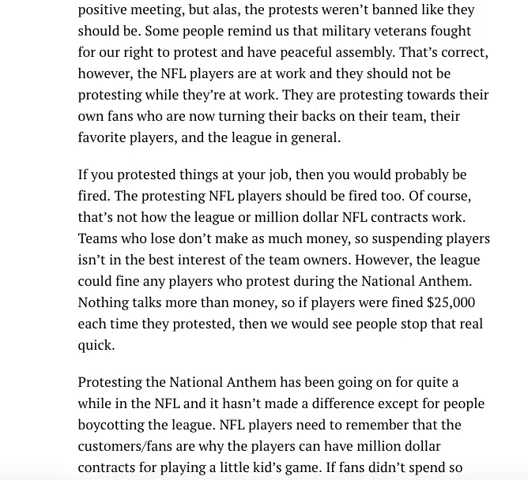 positive meeting, but alas, the protests weren’t banned like they
should be. Some people remind us that military veterans fought
for our right to protest and have peaceful assembly. That’s correct,
however, the NFL players are at work and they should not be
protesting while they’re at work. They are protesting towards their
own fans who are now turning their backs on their team, their
favorite players, and the league in general.
If you protested things at your job, then you would probably be
fired. The protesting NFL players should be fired too. Of course,
that’s not how the league or million dollar NFL contracts work.
Teams who lose don’t make as much money, so suspending players
isn’t in the best interest of the team owners. However, the league
could fine any players who protest during the National Anthem.
Nothing talks more than money, so if players were fined $25,000
each time they protested, then we would see people stop that real
quick.
Protesting the National Anthem has been going on for quite a
while in the NFL and it hasn’t made a difference except for people
boycotting the league. NFL players need to remember that the
customers/fans are why the players can have million dollar
contracts for playing a little kid’s game. If fans didn’t spend so